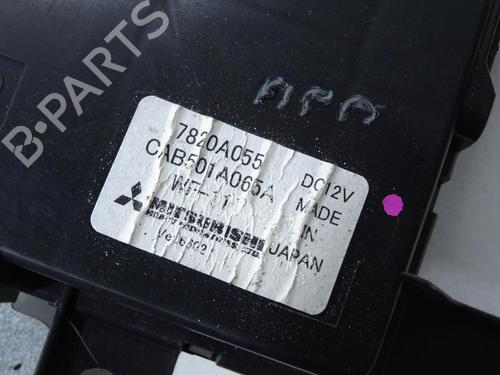 B-PARTS
7820A055
CAB501A065A
DC12V
MADE
IN
JAPAN
MITSUBISHI